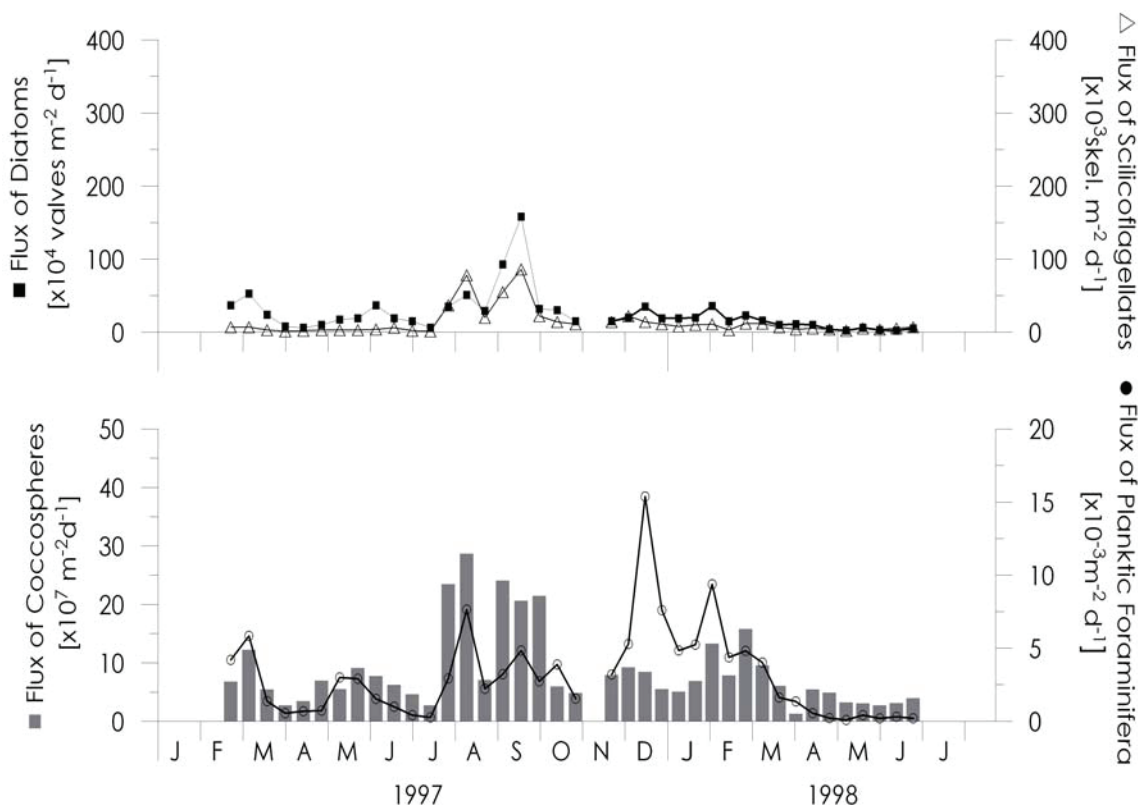 ■ Flux of Diatoms
[x10⁴ valves m⁻² d⁻¹]
400
300
200
100
0
400
300
200
100
0
△ Flux of Scilicoflagellates
[x10³skel. m⁻² d⁻¹]
■ Flux of Coccospheres
[x10⁷ m⁻²d⁻¹]
50
40
30
20
10
0
20
15
10
5
0
● Flux of Planktic Foraminifera
[x10⁻³m⁻² d⁻¹]
J F M A M J J A S O N D J F M A M J J
1997 1998